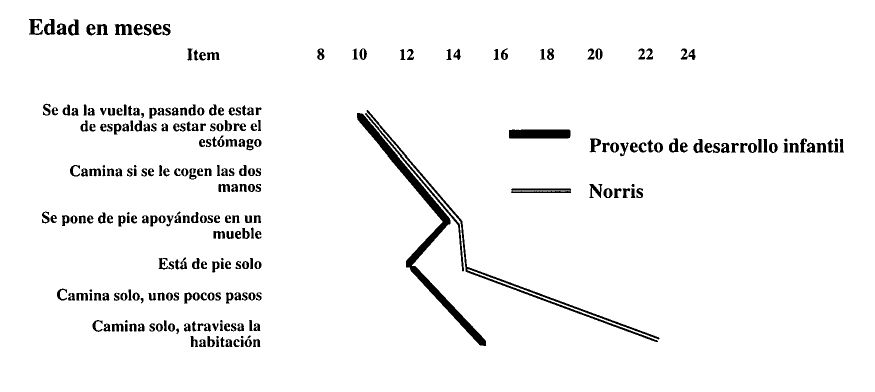 Edad en meses
Item 8 10 12 14 16 18 20 22 24
Se da la vuelta, pasando de estar
de espaldas a estar sobre el
estómago
Camina si se le cogen las dos
manos
Se pone de pie apoyándose en un
mueble
Está de pie solo
Camina solo, unos pocos pasos
Camina solo, atraviesa la
habitación
Proyecto de desarrollo infantil
Norris